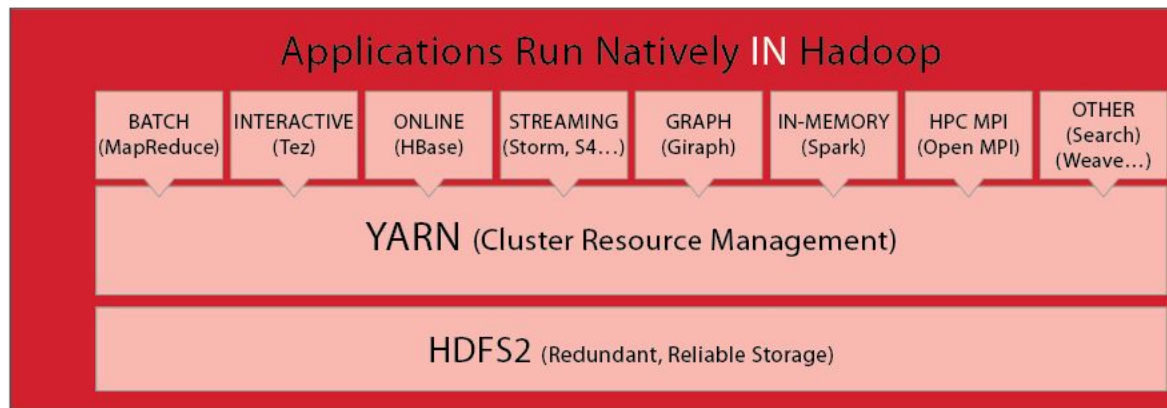 Applications Run Natively IN Hadoop
BATCH
(MapReduce)
INTERACTIVE
(Tez)
ONLINE
(HBase)
STREAMING
(Storm, S4...)
GRAPH
(Giraph)
IN-MEMORY
(Spark)
HPC MPI
(Open MPI)
OTHER
(Search)
(Weave...)
YARN (Cluster Resource Management)
HDFS2 (Redundant, Reliable Storage)